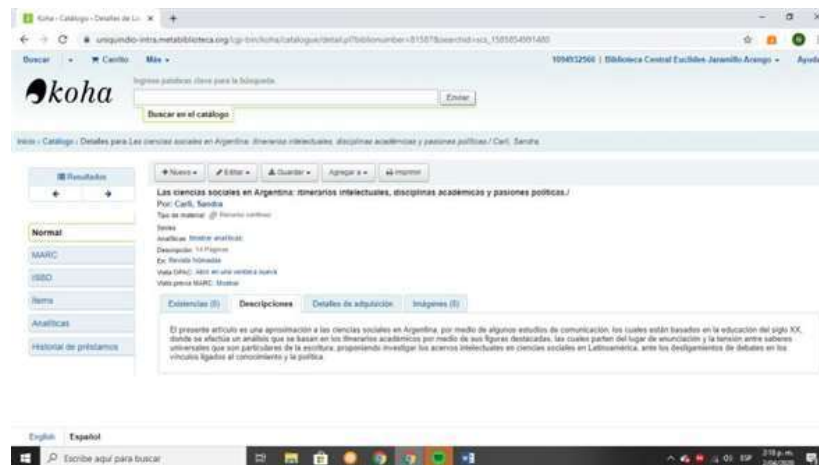 Koha › Catálogo › Detalles de
uniquindio-intra.metabiblioteca.org/cgi-bin/koha/catalogue/detail.pl?biblionumber=81587&searchid=scs_1585854991480
Buscar Carrito Más 1094932566 | Biblioteca Central Euclides Jaramillo Arango Ayuda
koha
Ingrese palabras clave para la búsqueda:
Enviar
Buscar en el catálogo
Inicio › Catálogo › Detalles para Las ciencias sociales en Argentina: itinerarios intelectuales, disciplinas académicas y pasiones políticas / Carli, Sandra
Resultados
Nuevo Editar Guardar Agregar a Imprimir
Las ciencias sociales en Argentina: itinerarios intelectuales, disciplinas académicas y pasiones políticas./
Por: Carli, Sandra
Tipo de material: Recurso continuo
Series
Analíticas: Mostrar analíticas
Descripción: 14 Páginas
En: Revista Nómadas
Vista OPAC: Abrir en una ventana nueva
Vista previa MARC: Mostrar
Normal
MARC
ISBD
Ítems
Analíticas
Historial de préstamos
Existencias (0) Descripciones Detalles de adquisición Imágenes (0)
El presente artículo es una aproximación a las ciencias sociales en Argentina, por medio de algunos estudios de comunicación, los cuales están basados en la educación del siglo XX,
donde se efectúa un análisis que se basan en los itinerarios académicos por medio de sus figuras destacadas, las cuales parten del lugar de enunciación y la tensión entre saberes
universales que son particulares de la escritura, proponiendo investigar los acervos intelectuales en ciencias sociales en Latinoamérica, ante los desligamientos de debates en los
vínculos ligados al conocimiento y la política.
English Español
Escribe aquí para buscar
ESP 3:18 p. m.
2/04/2020